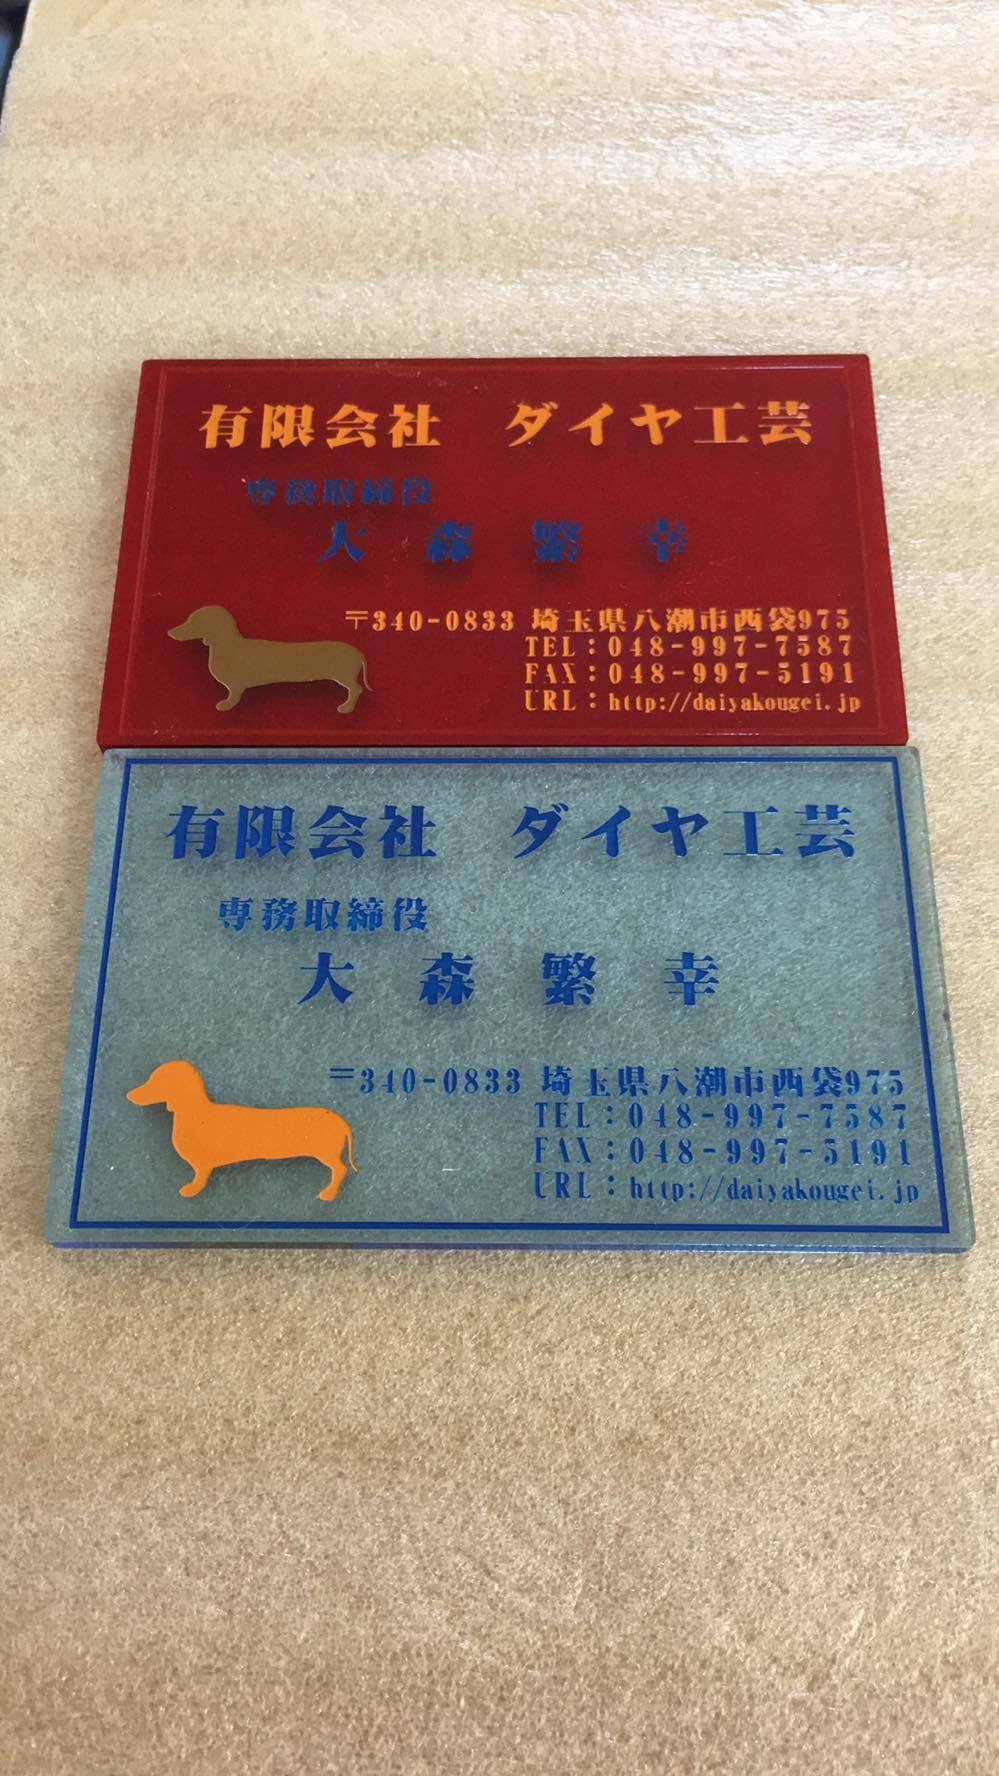 有限会社 ダイヤ工芸
専務取締役
大森繁幸
〒340-0833 埼玉県八潮市西袋975
TEL:048-997-7587
FAX:048-997-5191
URL:http://daiyakougei.jp
有限会社 ダイヤ工芸
専務取締役
大森繁幸
〒340-0833 埼玉県八潮市西袋975
TEL:048-997-7587
FAX:048-997-5191
URL:http://daiyakougei.jp